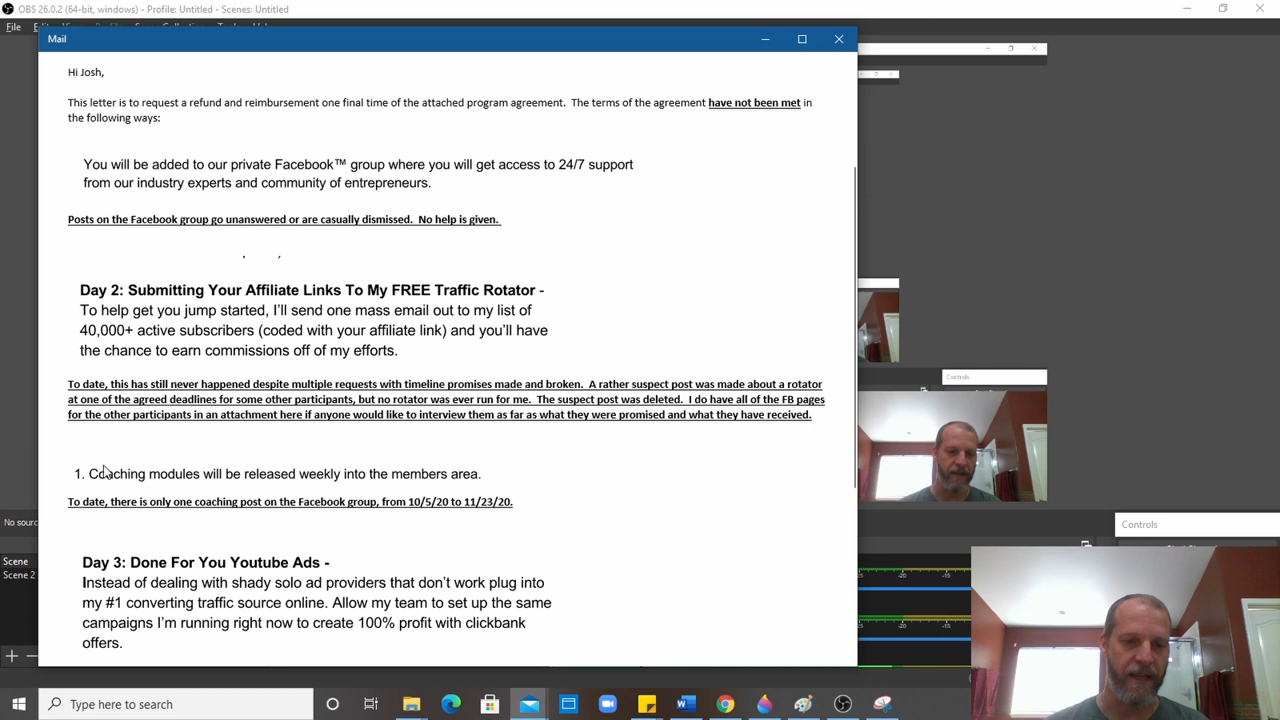 OBS 26.0.2 (64-bit, windows) - Profile: Untitled - Scenes: Untitled
File
Mail
Hi Josh,
This letter is to request a refund and reimbursement one final time of the attached program agreement. The terms of the agreement have not been met in
the following ways:
You will be added to our private Facebook™ group where you will get access to 24/7 support
from our industry experts and community of entrepreneurs.
Posts on the Facebook group go unanswered or are casually dismissed. No help is given.
Day 2: Submitting Your Affiliate Links To My FREE Traffic Rotator -
To help get you jump started, I'll send one mass email out to my list of
40,000+ active subscribers (coded with your affiliate link) and you'll have
the chance to earn commissions off of my efforts.
To date, this has still never happened despite multiple requests with timeline promises made and broken. A rather suspect post was made about a rotator
at one of the agreed deadlines for some other participants, but no rotator was ever run for me. The suspect post was deleted. I do have all of the FB pages
for the other participants in an attachment here if anyone would like to interview them as far as what they were promised and what they have received.
1. Coaching modules will be released weekly into the members area.
To date, there is only one coaching post on the Facebook group, from 10/5/20 to 11/23/20.
Day 3: Done For You Youtube Ads -
Instead of dealing with shady solo ad providers that don't work plug into
my #1 converting traffic source online. Allow my team to set up the same
campaigns I'm running right now to create 100% profit with clickbank
offers.
Controls
No sourc
Controls
Scene
Scene 2
-25
-20
-15
-25
-20
-15
Type here to search